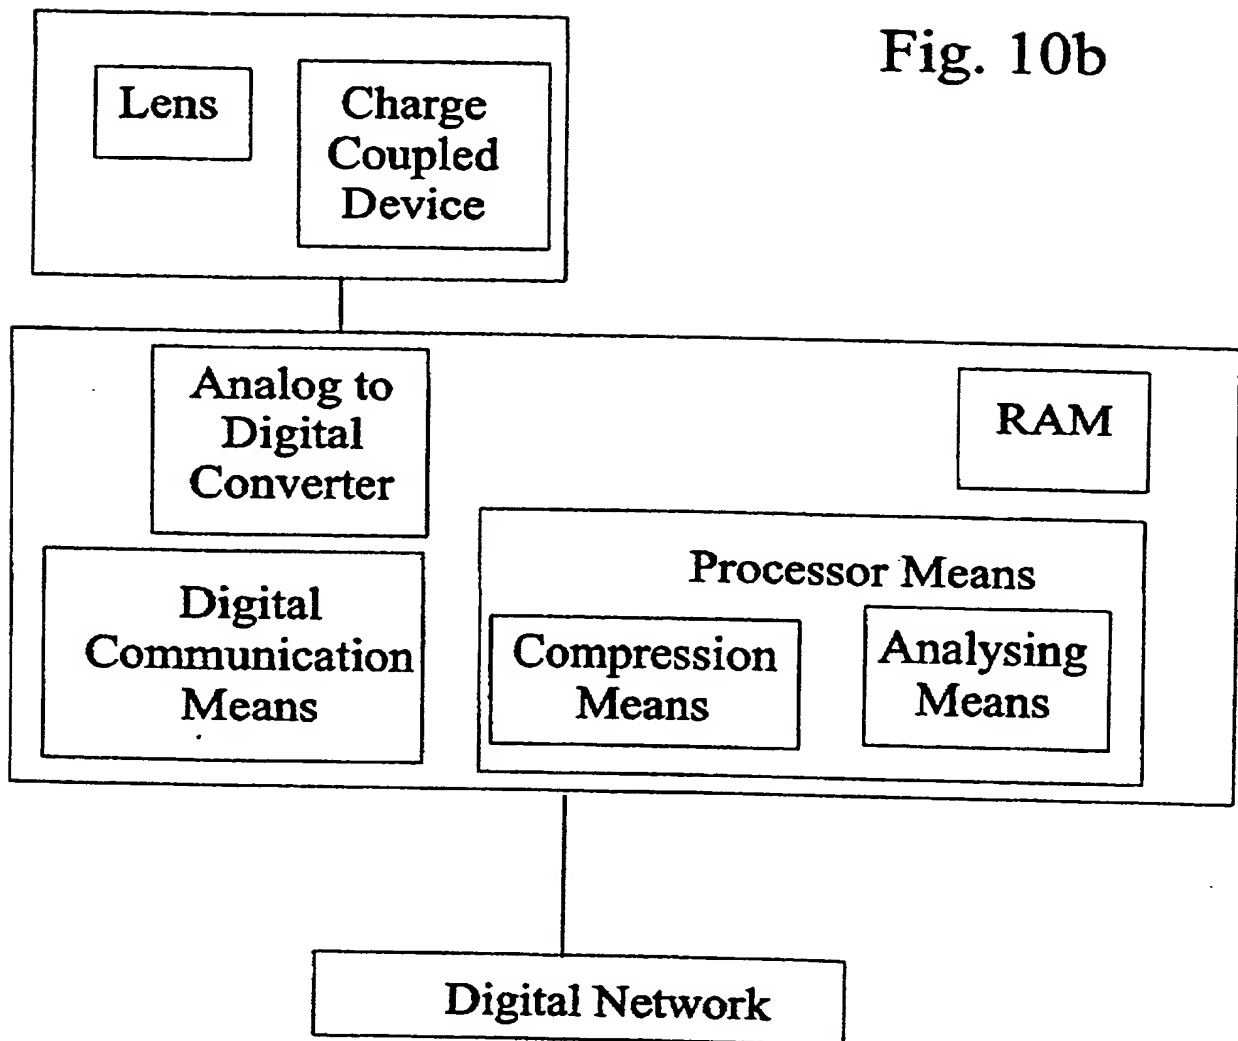 Fig. 10b
Lens
Charge
Coupled
Device
Analog to
Digital
Converter
RAM
Digital
Communication
Means
Processor Means
Compression
Means
Analysing
Means
Digital Network